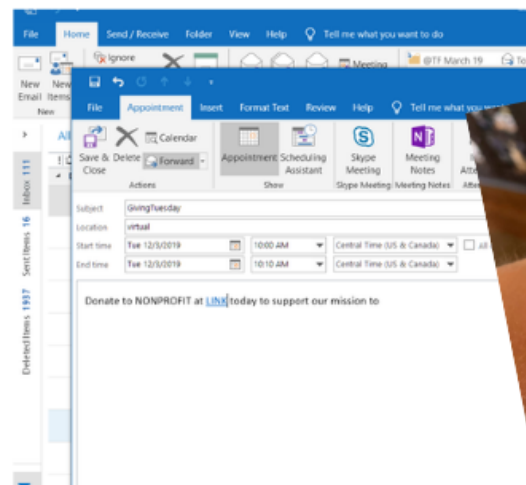 File Home Send / Receive Folder View Help Tell me what you want to do
Ignore Meeting @TF March 19 To
New Email New Items
New
All
File Appointment Insert Format Text Review Help Tell me what you want
Save & Close Delete Calendar Forward Appointment Scheduling Assistant Skype Meeting Meeting Notes
Actions Show Skype Meeting Meeting Notes
Subject GivingTuesday
Location virtual
Start time Tue 12/3/2019 10:00 AM Central Time (US & Canada) All
End time Tue 12/3/2019 10:10 AM Central Time (US & Canada)
Donate to NONPROFIT at LINK today to support our mission to
Inbox 111
Sent Items 16
Deleted Items 1937